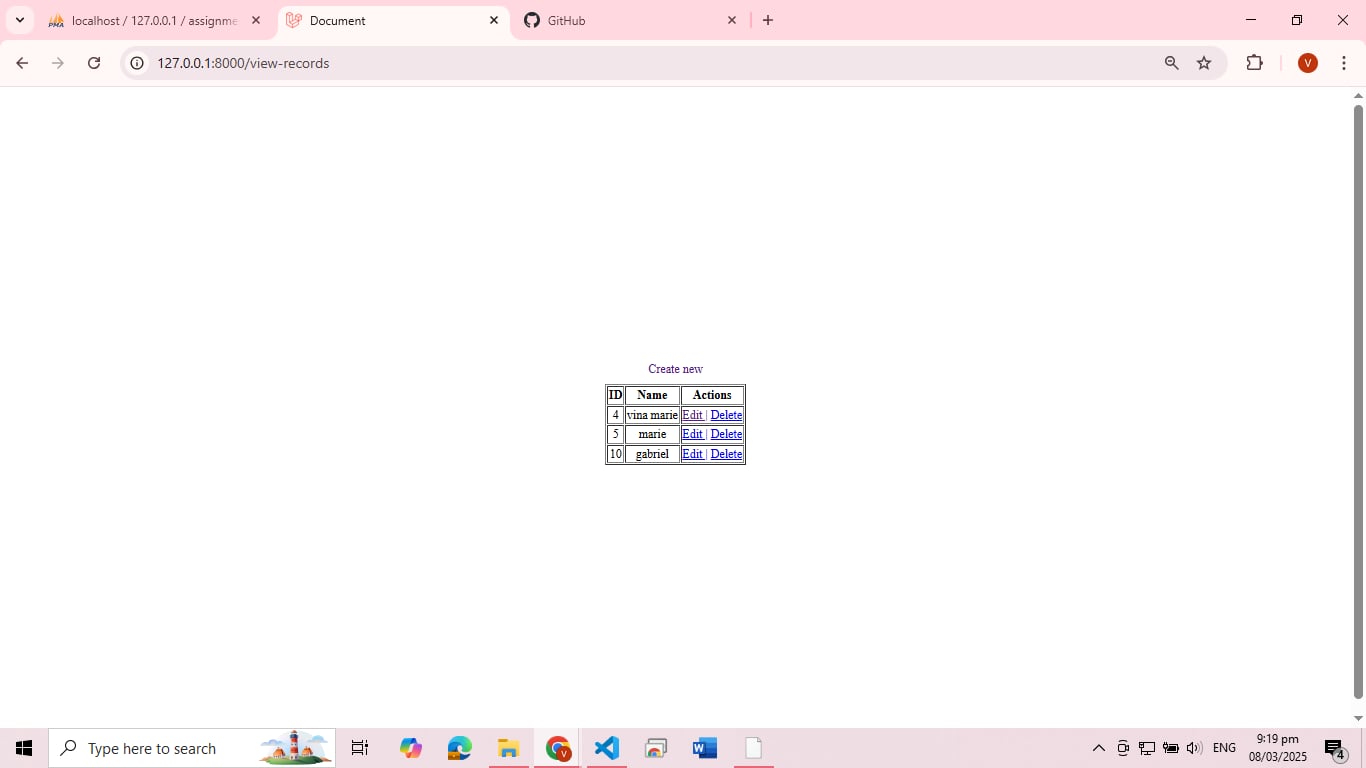 localhost / 127.0.0.1 / assignme
Document
GitHub
127.0.0.1:8000/view-records
V
Create new
ID Name Actions
4 vina marie Edit | Delete
5 marie Edit | Delete
10 gabriel Edit | Delete
Type here to search
V
W
ENG
9:19 pm
08/03/2025
4